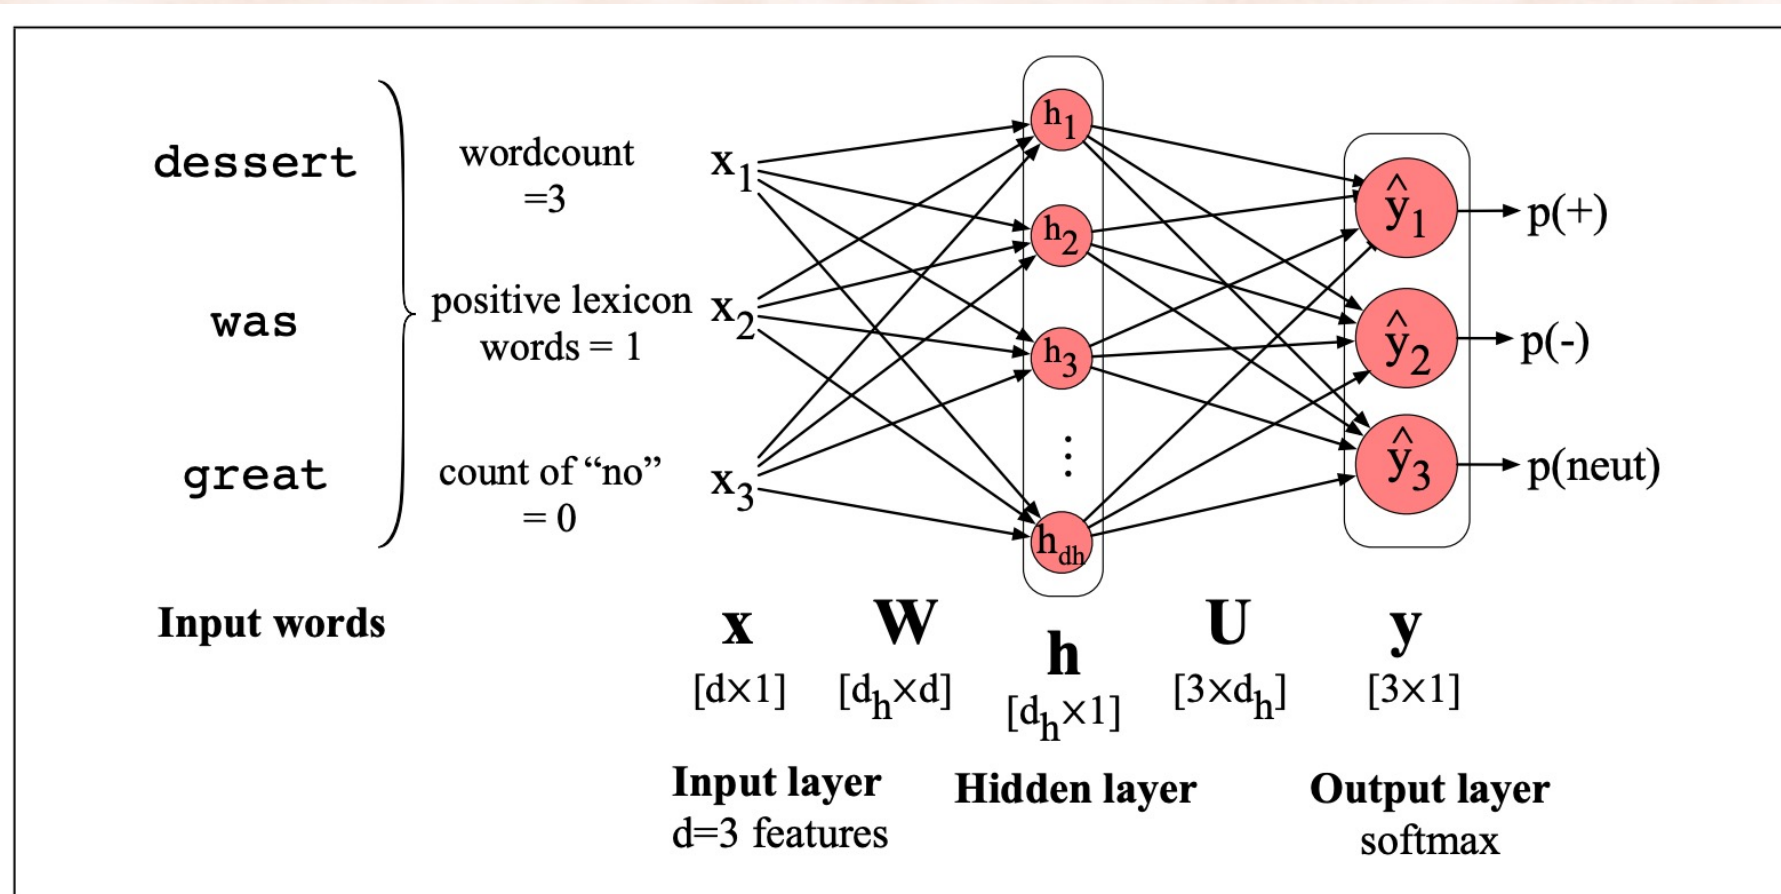 dessert
was
great
Input words
wordcount
=3
positive lexicon
words = 1
count of “no”
= 0
x1
x2
x3
h1
h2
h3
⋮
hdh
ŷ1
ŷ2
ŷ3
p(+)
p(-)
p(neut)
x W h U y
[d×1] [dh×d] [dh×1] [3×dh] [3×1]
Input layer Hidden layer Output layer
d=3 features softmax